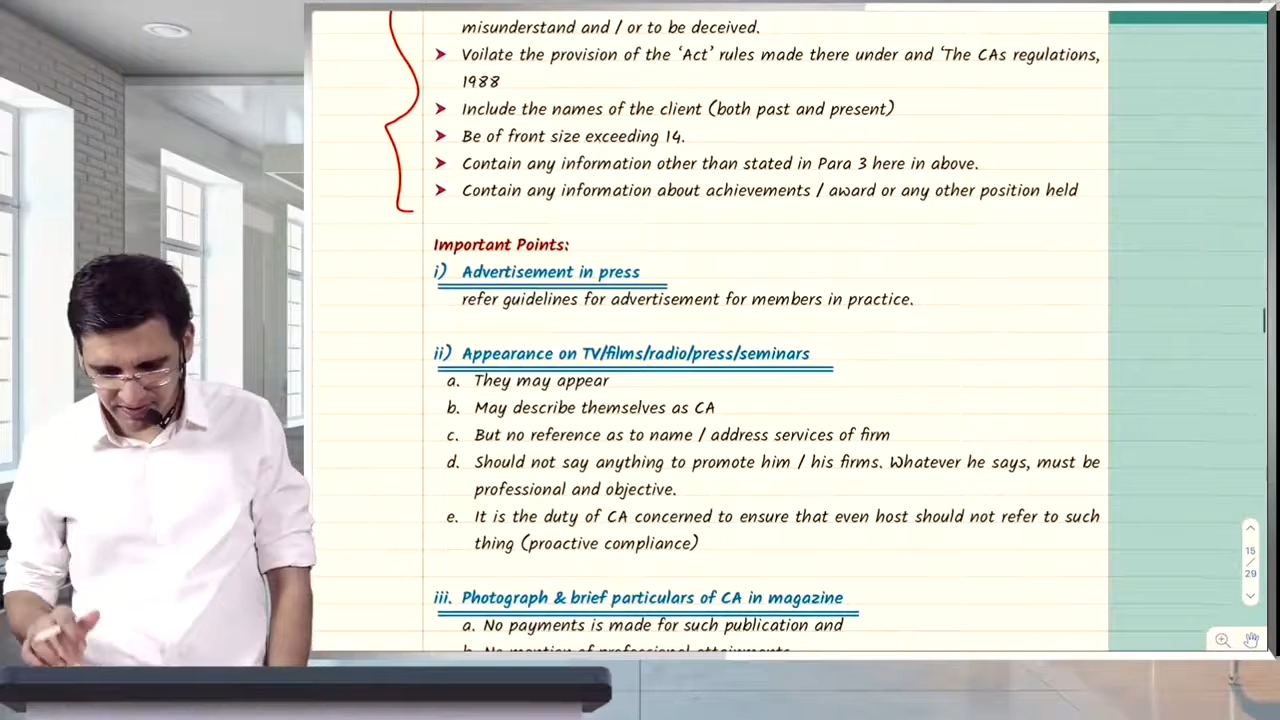 misunderstand and / or to be deceived.
➤ Voilate the provision of the ‘Act’ rules made there under and ‘The CAs regulations,
1988
➤ Include the names of the client (both past and present)
➤ Be of front size exceeding 14.
➤ Contain any information other than stated in Para 3 here in above.
➤ Contain any information about achievements / award or any other position held
Important Points:
i) Advertisement in press
refer guidelines for advertisement for members in practice.
ii) Appearance on TV/films/radio/press/seminars
a. They may appear
b. May describe themselves as CA
c. But no reference as to name / address services of firm
d. Should not say anything to promote him / his firms. Whatever he says, must be
professional and objective.
e. It is the duty of CA concerned to ensure that even host should not refer to such
thing (proactive compliance)
iii. Photograph & brief particulars of CA in magazine
a. No payments is made for such publication and
b. No mention of professional attainments
15
/
29